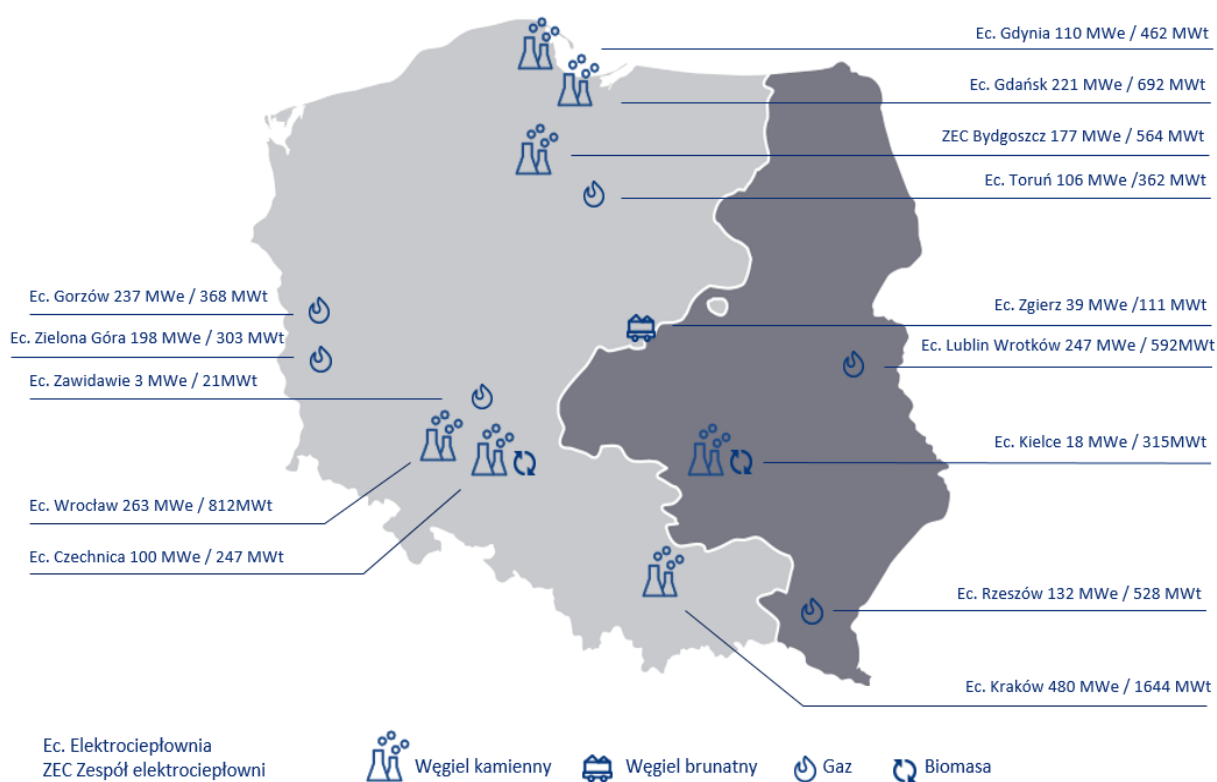 Ec. Gdynia 110 MWe / 462 MWt
Ec. Gdańsk 221 MWe / 692 MWt
ZEC Bydgoszcz 177 MWe / 564 MWt
Ec. Toruń 106 MWe /362 MWt
Ec. Gorzów 237 MWe / 368 MWt
Ec. Zielona Góra 198 MWe / 303 MWt
Ec. Zawidawie 3 MWe / 21MWt
Ec. Wrocław 263 MWe / 812MWt
Ec. Czechnica 100 MWe / 247 MWt
Ec. Zgierz 39 MWe /111 MWt
Ec. Lublin Wrotków 247 MWe / 592MWt
Ec. Kielce 18 MWe / 315MWt
Ec. Rzeszów 132 MWe / 528 MWt
Ec. Kraków 480 MWe / 1644 MWt
Ec. Elektrociepłownia
ZEC Zespół elektrociepłowni
Węgiel kamienny
Węgiel brunatny
Gaz
Biomasa